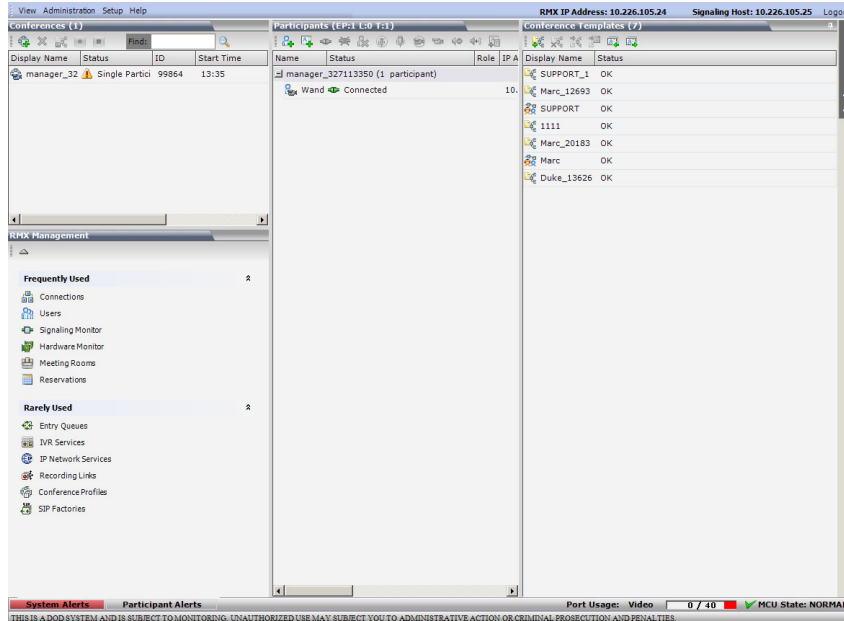 View Administration Setup Help
RMX IP Address: 10.226.105.24 Signaling Host: 10.226.105.25 Logo
Conferences (1)
Find:
Display Name Status ID Start Time
manager_32 Single Partici 99864 13:35
Participants (EP:1 L:0 T:1)
Name Status Role IP A
manager_327113350 (1 participant)
Wand Connected 10.
Conference Templates (7)
Display Name Status
SUPPORT_1 OK
Marc_12693 OK
SUPPORT OK
1111 OK
Marc_20183 OK
Marc OK
Duke_13626 OK
RMX Management
Frequently Used
Connections
Users
Signaling Monitor
Hardware Monitor
Meeting Rooms
Reservations
Rarely Used
Entry Queues
IVR Services
IP Network Services
Recording Links
Conference Profiles
SIP Factories
System Alerts Participant Alerts Port Usage: Video 0 / 40 MCU State: NORMA
THIS IS A DOD SYSTEM AND IS SUBJECT TO MONITORING. UNAUTHORIZED USE MAY SUBJECT YOU TO ADMINISTRATIVE ACTION OR CRIMINAL PROSECUTION AND PENALTIES.